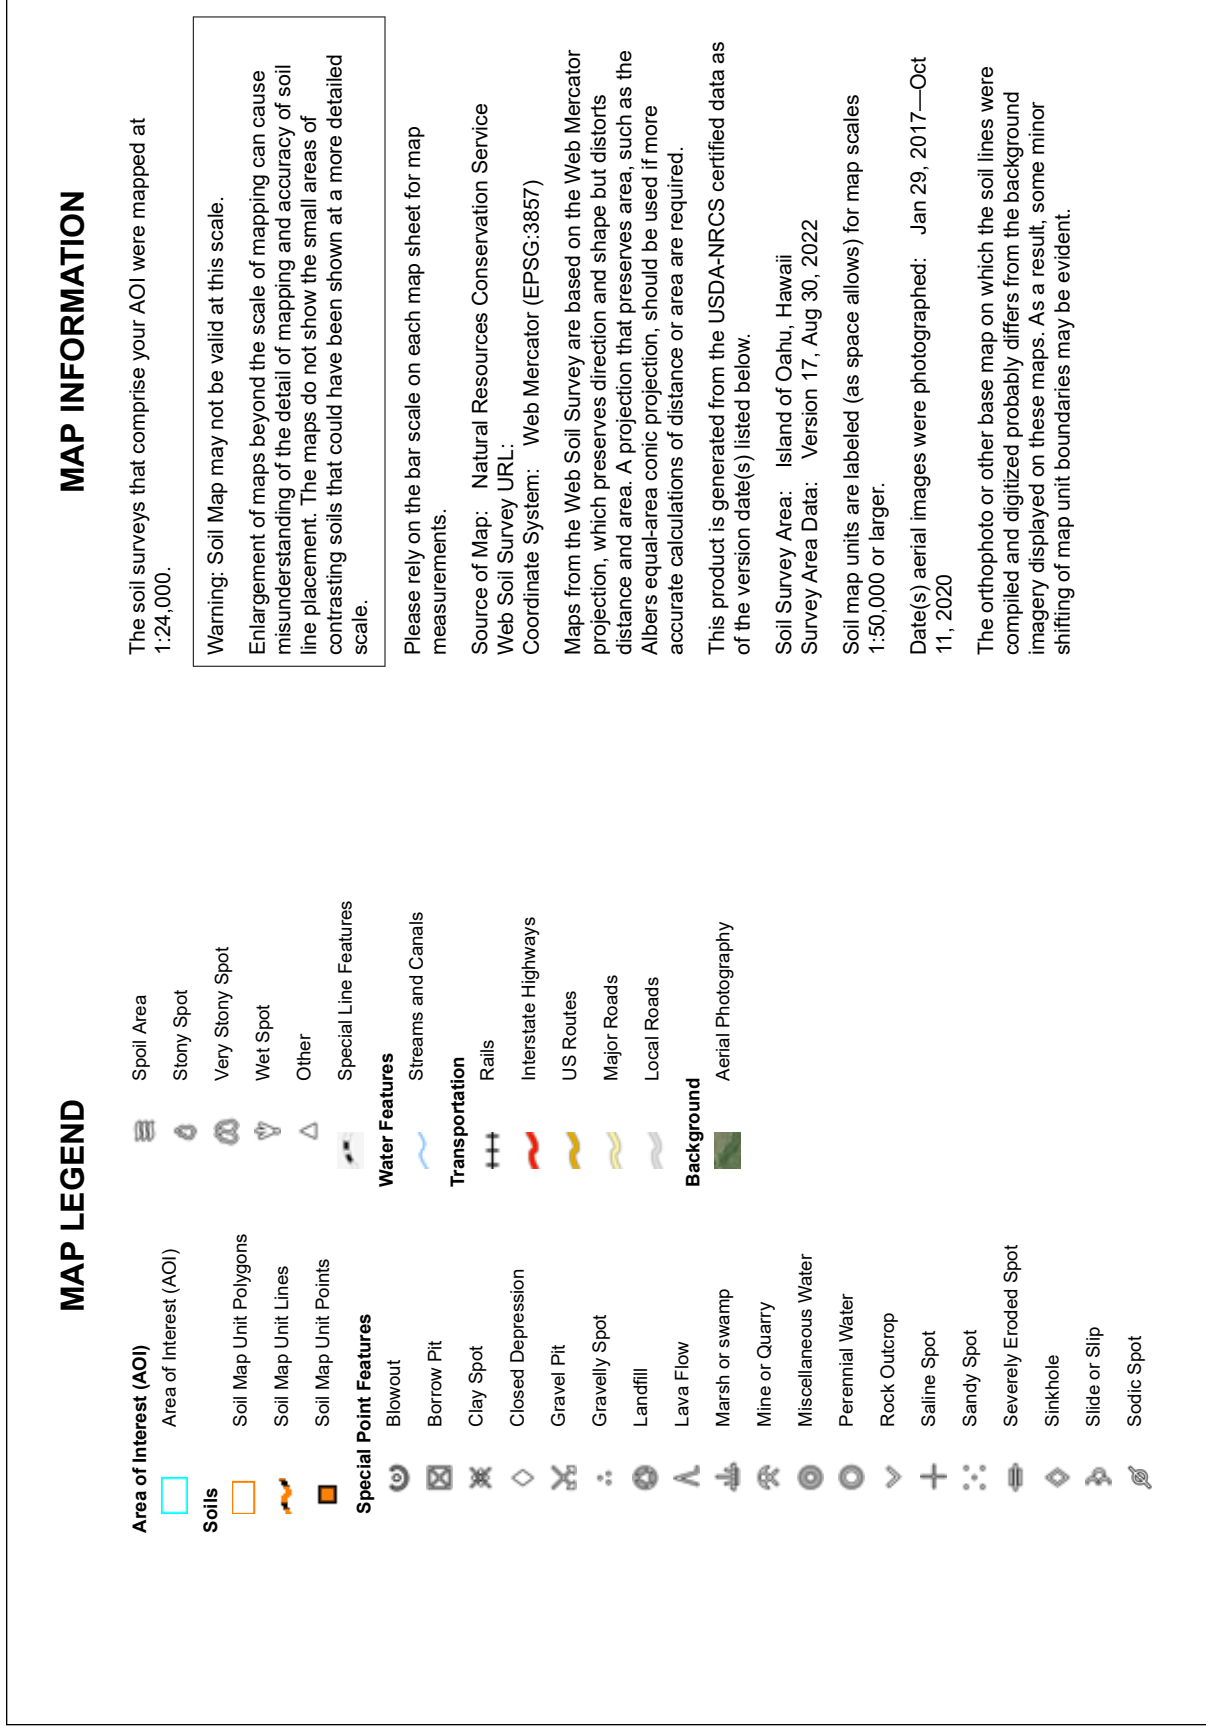 MAP LEGEND
Area of Interest (AOI)
Area of Interest (AOI)
Soils
Soil Map Unit Polygons
Soil Map Unit Lines
Soil Map Unit Points
Special Point Features
Blowout
Borrow Pit
Clay Spot
Closed Depression
Gravel Pit
Gravelly Spot
Landfill
Lava Flow
Marsh or swamp
Mine or Quarry
Miscellaneous Water
Perennial Water
Rock Outcrop
Saline Spot
Sandy Spot
Severely Eroded Spot
Sinkhole
Slide or Slip
Sodic Spot
Spoil Area
Stony Spot
Very Stony Spot
Wet Spot
Other
Special Line Features
Water Features
Streams and Canals
Transportation
Rails
Interstate Highways
US Routes
Major Roads
Local Roads
Background
Aerial Photography
MAP INFORMATION
The soil surveys that comprise your AOI were mapped at
1:24,000.
Warning: Soil Map may not be valid at this scale.
Enlargement of maps beyond the scale of mapping can cause
misunderstanding of the detail of mapping and accuracy of soil
line placement. The maps do not show the small areas of
contrasting soils that could have been shown at a more detailed
scale.
Please rely on the bar scale on each map sheet for map
measurements.
Source of Map: Natural Resources Conservation Service
Web Soil Survey URL:
Coordinate System: Web Mercator (EPSG:3857)
Maps from the Web Soil Survey are based on the Web Mercator
projection, which preserves direction and shape but distorts
distance and area. A projection that preserves area, such as the
Albers equal-area conic projection, should be used if more
accurate calculations of distance or area are required.
This product is generated from the USDA-NRCS certified data as
of the version date(s) listed below.
Soil Survey Area: Island of Oahu, Hawaii
Survey Area Data: Version 17, Aug 30, 2022
Soil map units are labeled (as space allows) for map scales
1:50,000 or larger.
Date(s) aerial images were photographed: Jan 29, 2017—Oct
11, 2020
The orthophoto or other base map on which the soil lines were
compiled and digitized probably differs from the background
imagery displayed on these maps. As a result, some minor
shifting of map unit boundaries may be evident.